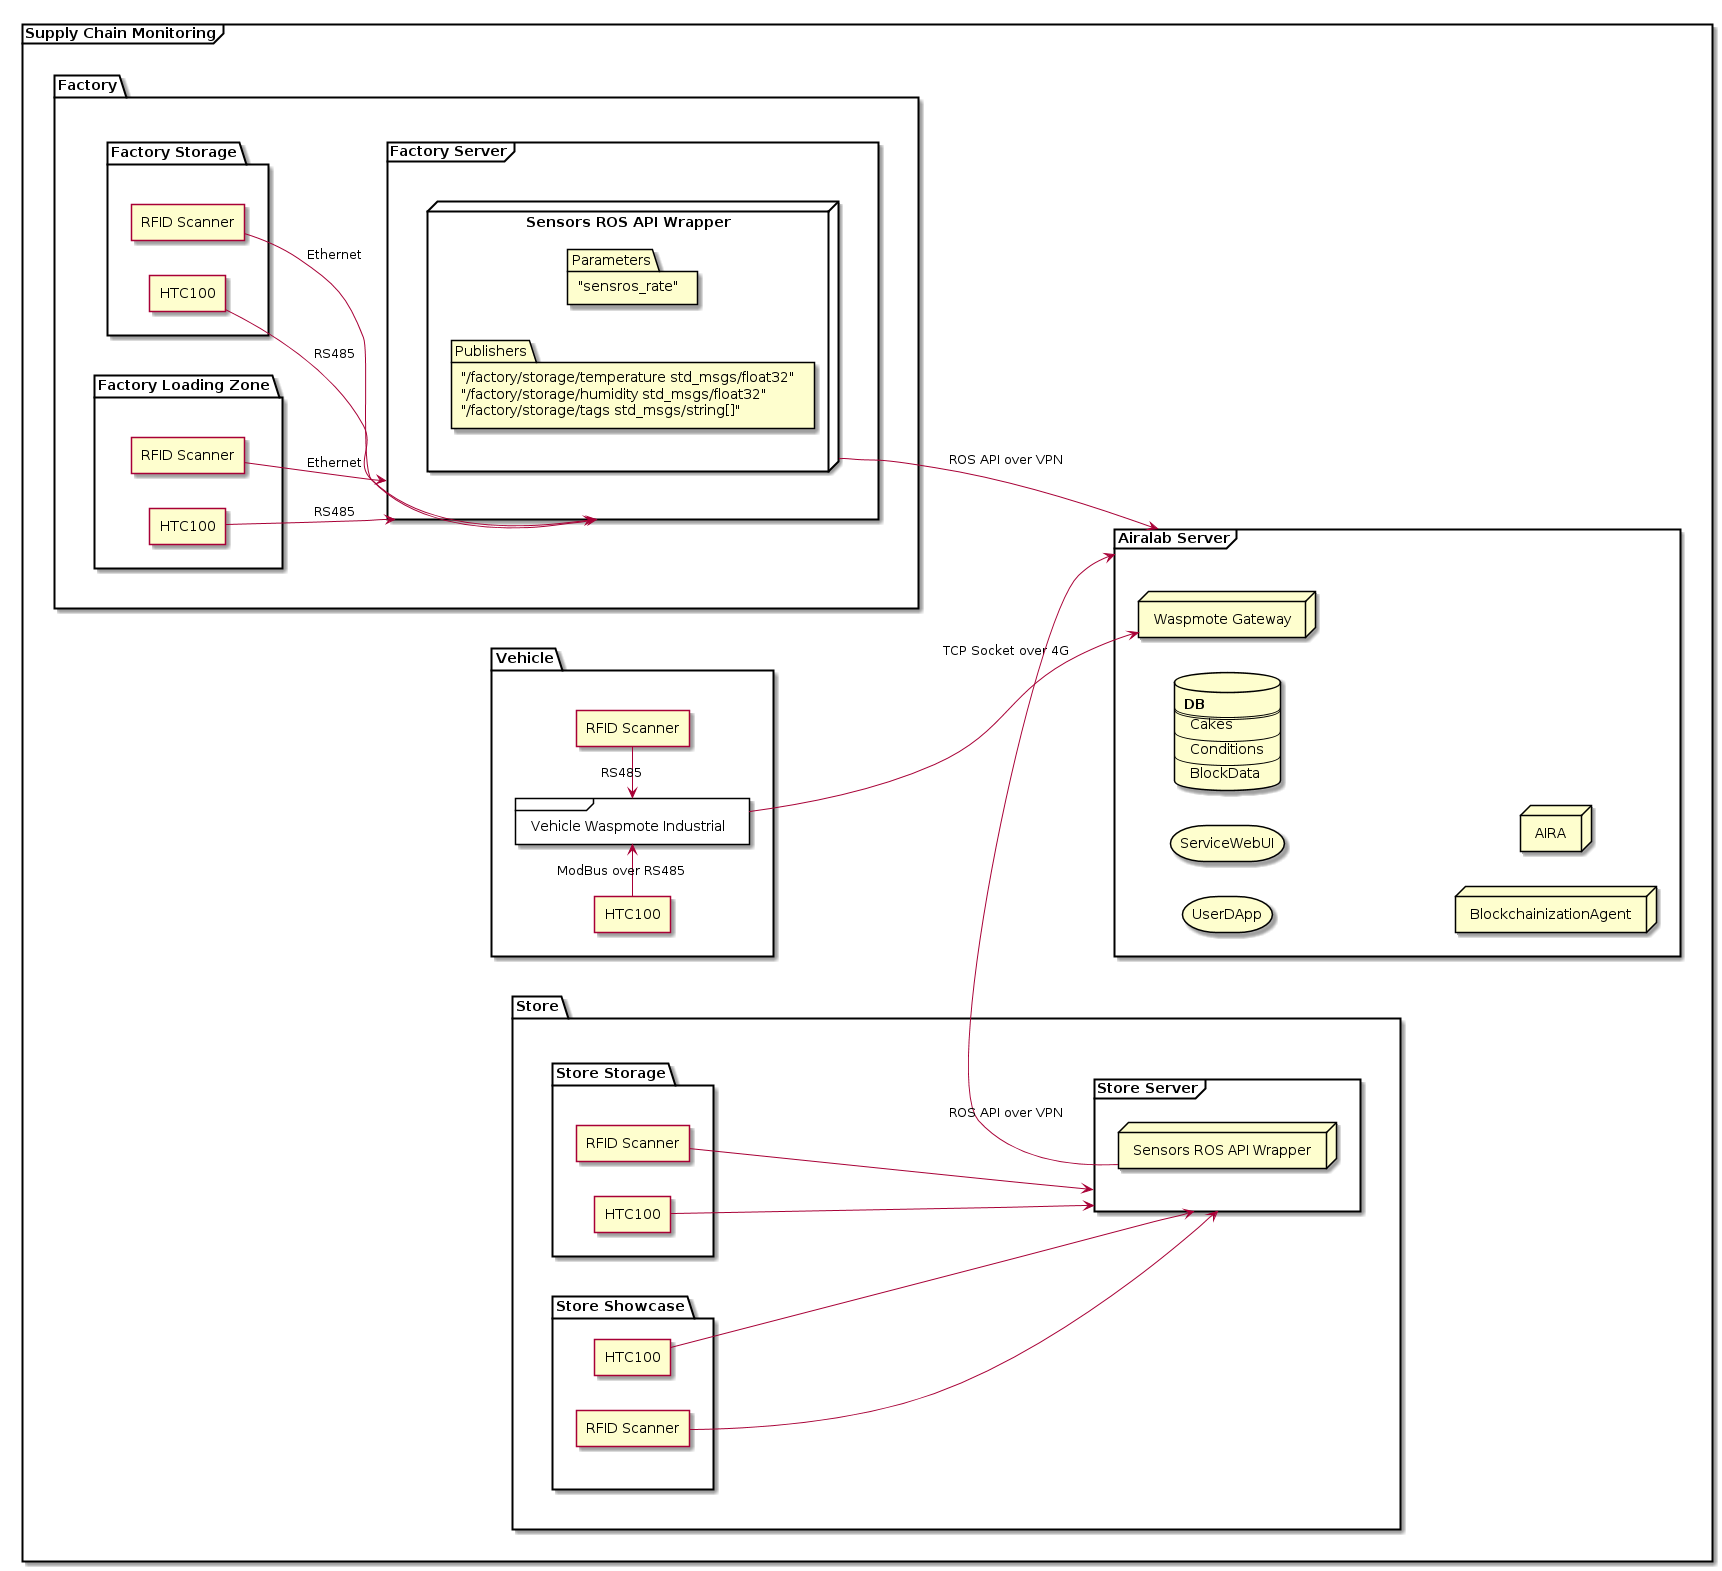 Supply Chain Monitoring
Factory
Factory Storage
RFID Scanner
HTC100
Ethernet
RS485
Factory Loading Zone
RFID Scanner
HTC100
Ethernet
RS485
Factory Server
Sensors ROS API Wrapper
Parameters
"sensros_rate"
Publishers
"/factory/storage/temperature std_msgs/float32"
"/factory/storage/humidity std_msgs/float32"
"/factory/storage/tags std_msgs/string[]"
ROS API over VPN
Airalab Server
Waspmote Gateway
TCP Socket over 4G
DB
Cakes
Conditions
BlockData
ServiceWebUI
AIRA
UserDApp
BlockchainizationAgent
Vehicle
RFID Scanner
RS485
Vehicle Waspmote Industrial
ModBus over RS485
HTC100
Store
Store Storage
RFID Scanner
HTC100
ROS API over VPN
Store Server
Sensors ROS API Wrapper
Store Showcase
HTC100
RFID Scanner